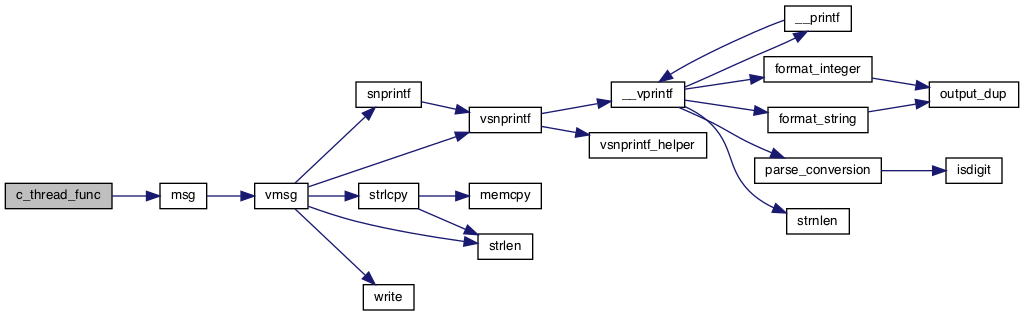 c_thread_func
msg
vmsg
snprintf
vsnprintf
strlcpy
memcpy
strlen
write
__vprintf
vsnprintf_helper
__printf
format_integer
format_string
output_dup
parse_conversion
isdigit
strnlen